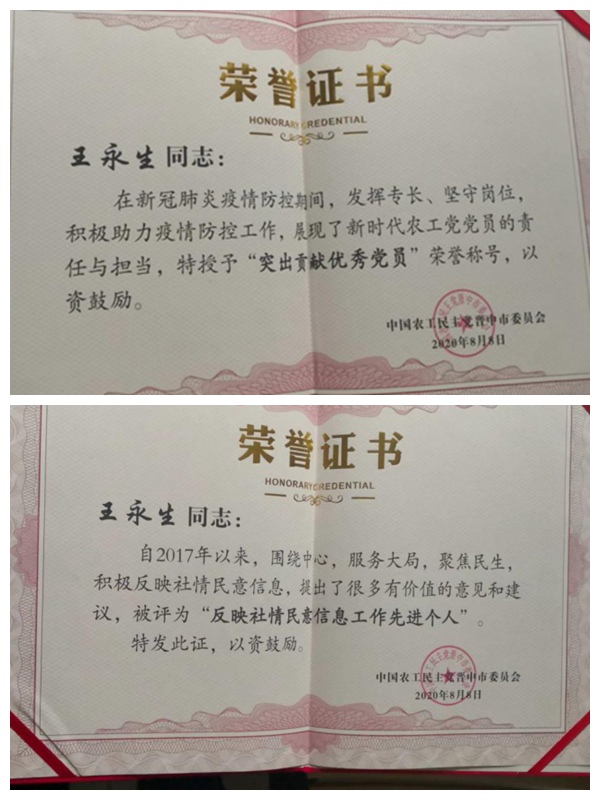 荣誉证书
HONORARY CREDENTIAL
王永生同志：
在新冠肺炎疫情防控期间，发挥专长、坚守岗位，
积极助力疫情防控工作，展现了新时代农工党党员的责
任与担当，特授予“突出贡献优秀党员”荣誉称号，以
资鼓励。
中国农工民主党晋中市委员会
2020年8月8日
荣誉证书
HONORARY CREDENTIAL
王永生同志：
自2017年以来，围绕中心，服务大局，聚焦民生，
积极反映社情民意信息，提出了很多有价值的意见和建
议，被评为“反映社情民意信息工作先进个人”。
特发此证，以资鼓励。
中国农工民主党晋中市委员会
2020年8月8日